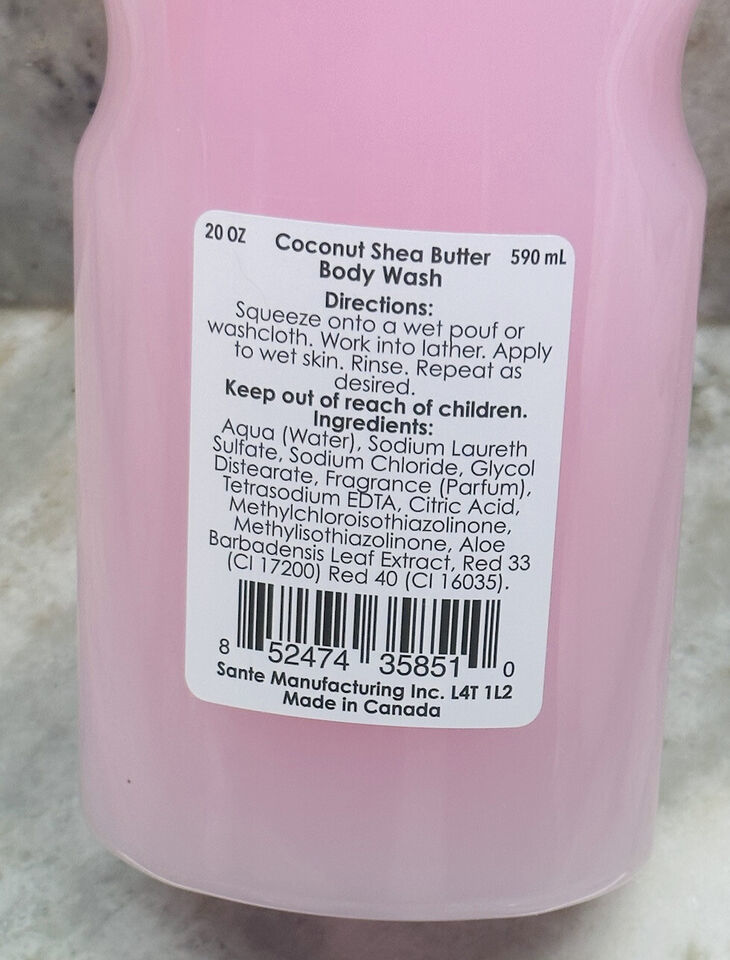 20 OZ Coconut Shea Butter 590 mL
Body Wash
Directions:
Squeeze onto a wet pouf or
washcloth. Work into lather. Apply
to wet skin. Rinse. Repeat as
desired.
Keep out of reach of children.
Ingredients:
Aqua (Water), Sodium Laureth
Sulfate, Sodium Chloride, Glycol
Distearate, Fragrance (Parfum),
Tetrasodium EDTA, Citric Acid,
Methylchloroisothiazolinone,
Methylisothiazolinone, Aloe
Barbadensis Leaf Extract, Red 33
(CI 17200) Red 40 (CI 16035).
8 52474 35851 0
Sante Manufacturing Inc. L4T 1L2
Made in Canada